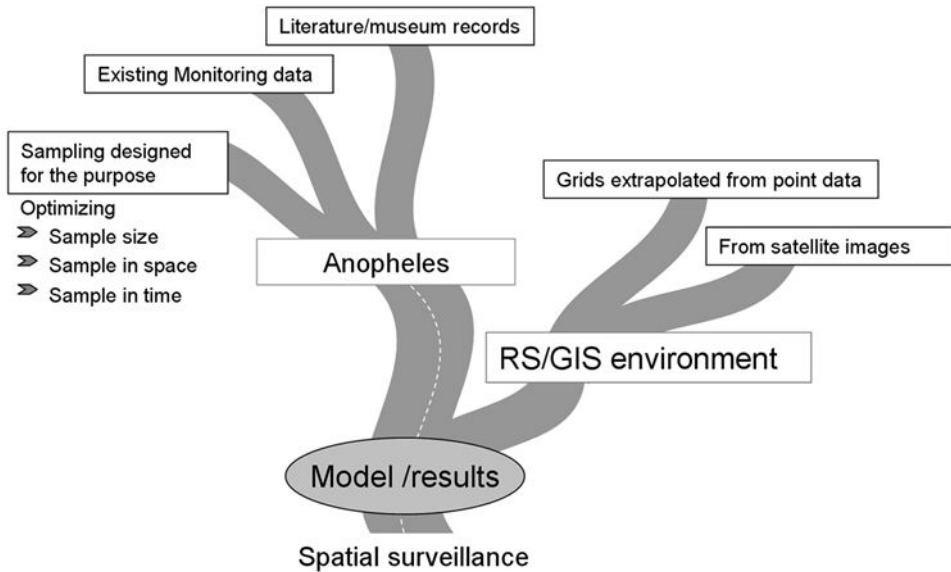 Literature/museum records
Existing Monitoring data
Sampling designed
for the purpose
Optimizing
Sample size
Sample in space
Sample in time
Anopheles
Grids extrapolated from point data
From satellite images
RS/GIS environment
Model /results
Spatial surveillance